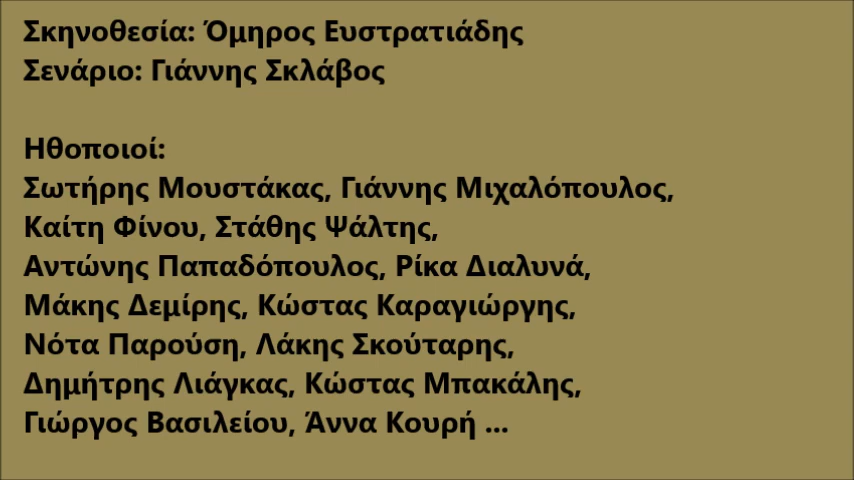 Σκηνοθεσία: Όμηρος Ευστρατιάδης
Σενάριο: Γιάννης Σκλάβος
Ηθοποιοί:
Σωτήρης Μουστάκας, Γιάννης Μιχαλόπουλος,
Καίτη Φίνου, Στάθης Ψάλτης,
Αντώνης Παπαδόπουλος, Ρίκα Διαλυνά,
Μάκης Δεμίρης, Κώστας Καραγιώργης,
Νότα Παρούση, Λάκης Σκούταρης,
Δημήτρης Λιάγκας, Κώστας Μπακάλης,
Γιώργος Βασιλείου, Άννα Κουρή ...